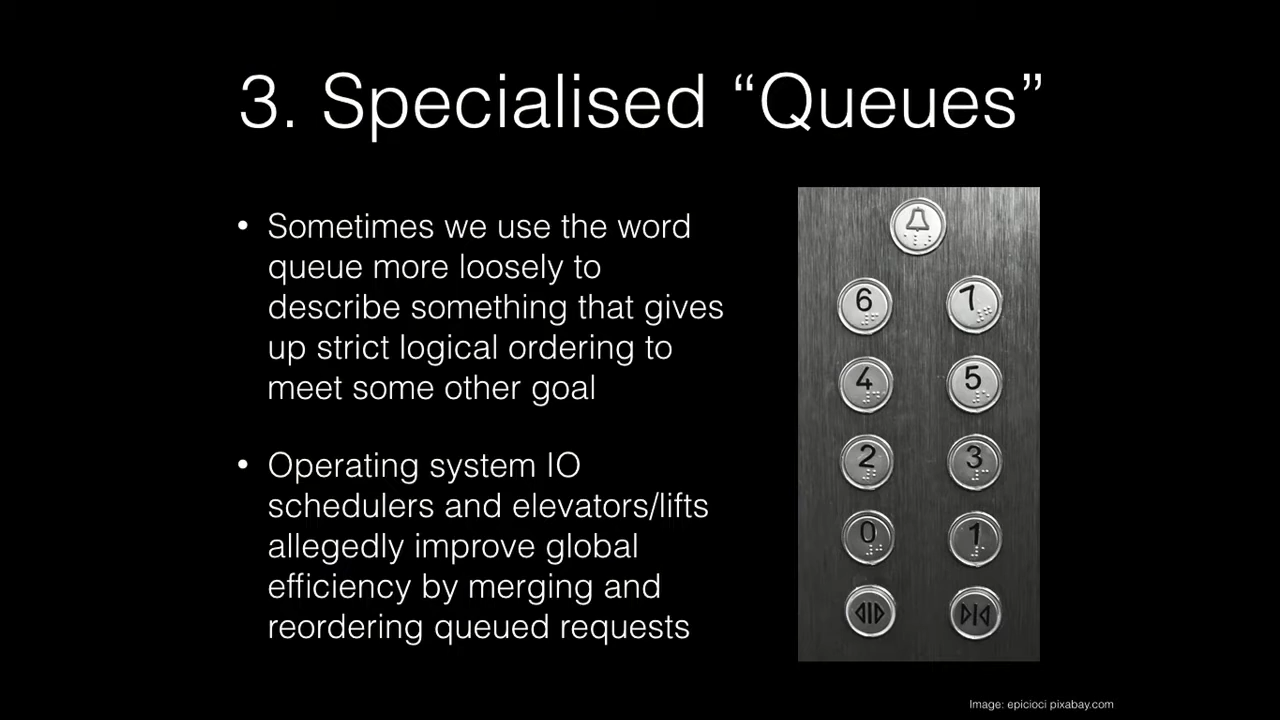 3. Specialised “Queues”
• Sometimes we use the word
queue more loosely to
describe something that gives
up strict logical ordering to
meet some other goal
• Operating system IO
schedulers and elevators/lifts
allegedly improve global
efficiency by merging and
reordering queued requests
6 7
4 5
2 3
0 1
Image: epicioci pixabay.com